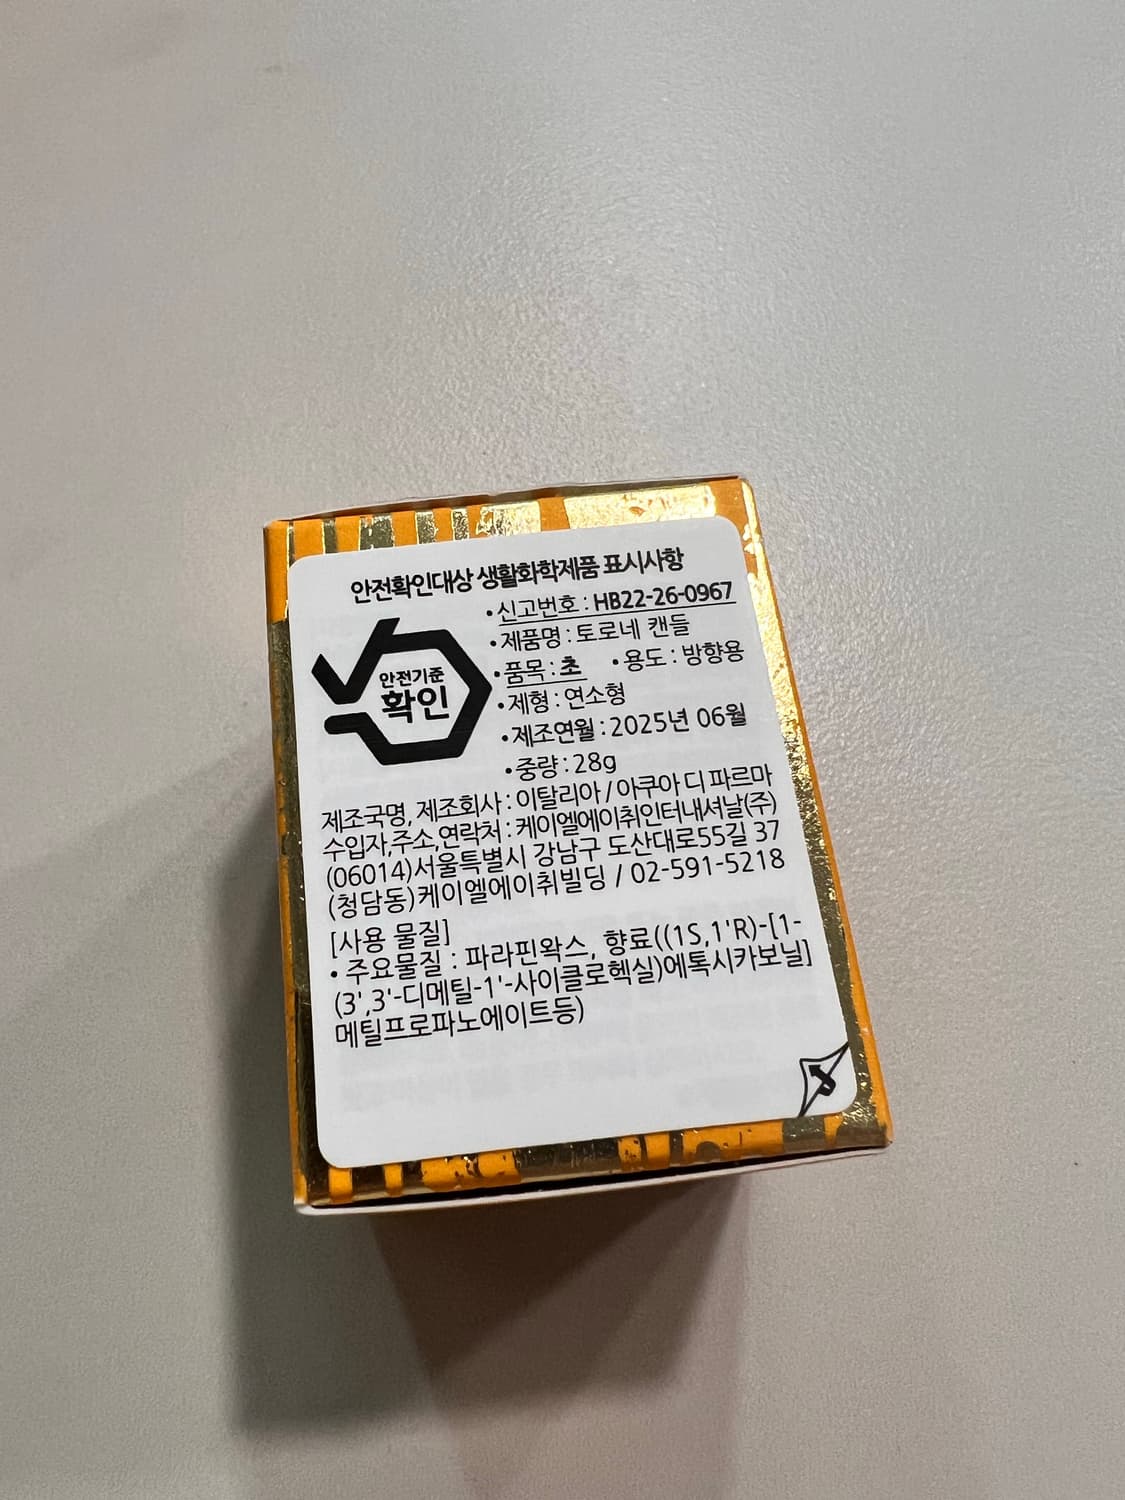 안전확인대상 생활화학제품 표시사항
안전기준
확인
• 신고번호 : HB22-26-0967
• 제품명 : 토로네 캔들
• 품목 : 초 • 용도 : 방향용
• 제형 : 연소형
• 제조연월 : 2025년 06월
• 중량 : 28g
제조국명, 제조회사 : 이탈리아 / 아쿠아 디 파르마
수입자,주소,연락처 : 케이엘에이취인터내셔날(주)
(06014)서울특별시 강남구 도산대로55길 37
(청담동)케이엘에이취빌딩 / 02-591-5218
[사용 물질]
• 주요물질 : 파라핀왁스, 향료((1S,1'R)-[1-
(3',3'-디메틸-1'-사이클로헥실)에톡시카보닐]
메틸프로파노에이트등)